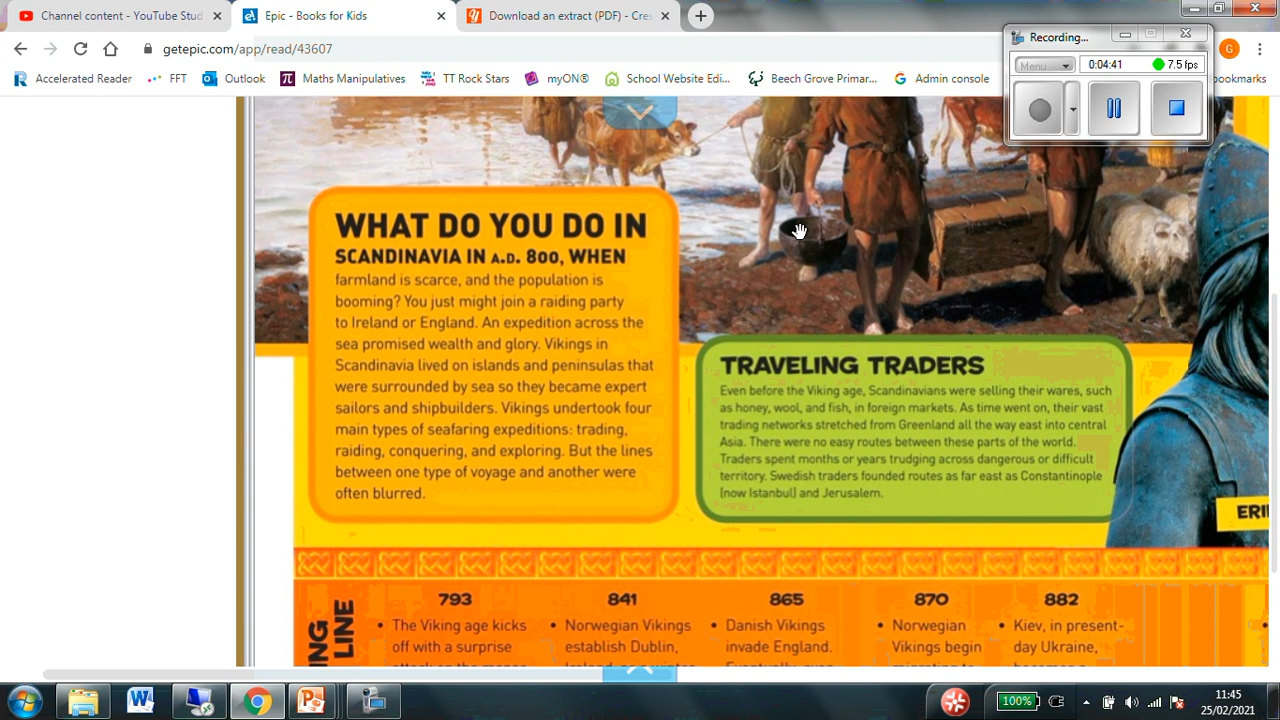 Channel content - YouTube Stud
Epic - Books for Kids
Download an extract (PDF) - Cres
getepic.com/app/read/43607
G
Accelerated Reader
FFT
Outlook
MathsManipulatives
TT Rock Stars
myON®
School Website Edi...
Beech Grove Primar...
Admin console
bookmarks
Recording...
Menu
0:04:41
7.5 fps
WHAT DO YOU DO IN
SCANDINAVIA IN A.D. 800, WHEN
farmland is scarce, and the population is
booming? You just might join a raiding party
to Ireland or England. An expedition across the
sea promised wealth and glory. Vikings in
Scandinavia lived on islands and peninsulas that
were surrounded by sea so they became expert
sailors and shipbuilders. Vikings undertook four
main types of seafaring expeditions: trading,
raiding, conquering, and exploring. But the lines
between one type of voyage and another were
often blurred.
TRAVELING TRADERS
Even before the Viking age, Scandinavians were selling their wares, such
as honey, wool, and fish, in foreign markets. As time went on, their vast
trading networks stretched from Greenland all the way east into central
Asia. There were no easy routes between these parts of the world.
Traders spent months or years trudging across dangerous or difficult
territory. Swedish traders founded routes as far east as Constantinople
(now Istanbul) and Jerusalem.
ERI
793
• The Viking age kicks
off with a surprise
841
• Norwegian Vikings
establish Dublin,
865
• Danish Vikings
invade England.
870
• Norwegian
Vikings begin
882
• Kiev, in present-
day Ukraine,
100%
11:45
25/02/2021